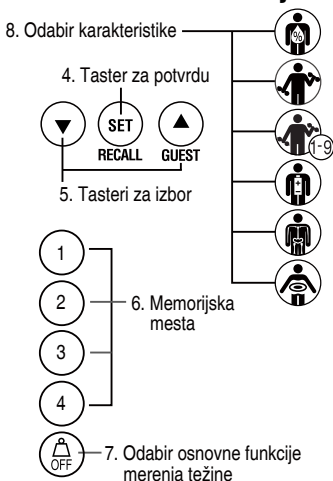 8. Odabir karakteristike
%
4. Taster za potvrdu
SET
RECALL GUEST
1-9
5. Tasteri za izbor
+
−
1
2
6. Memorijska
mesta
3
4
OFF
7. Odabir osnovne funkcije
merenja težine